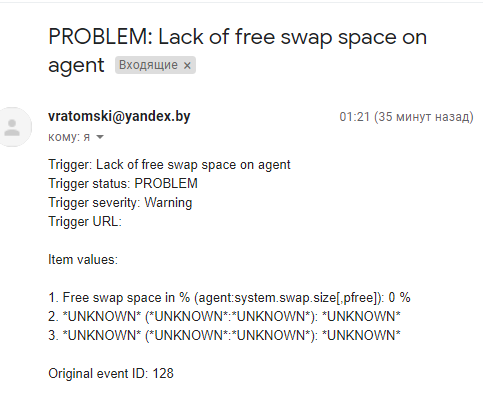 PROBLEM: Lack of free swap space on
agent Входящие ×
vratomski@yandex.by 01:21 (35 минут назад)
кому: я
Trigger: Lack of free swap space on agent
Trigger status: PROBLEM
Trigger severity: Warning
Trigger URL:
Item values:
1. Free swap space in % (agent:system.swap.size[,pfree]): 0 %
2. *UNKNOWN* (*UNKNOWN*:*UNKNOWN*): *UNKNOWN*
3. *UNKNOWN* (*UNKNOWN*:*UNKNOWN*): *UNKNOWN*
Original event ID: 128